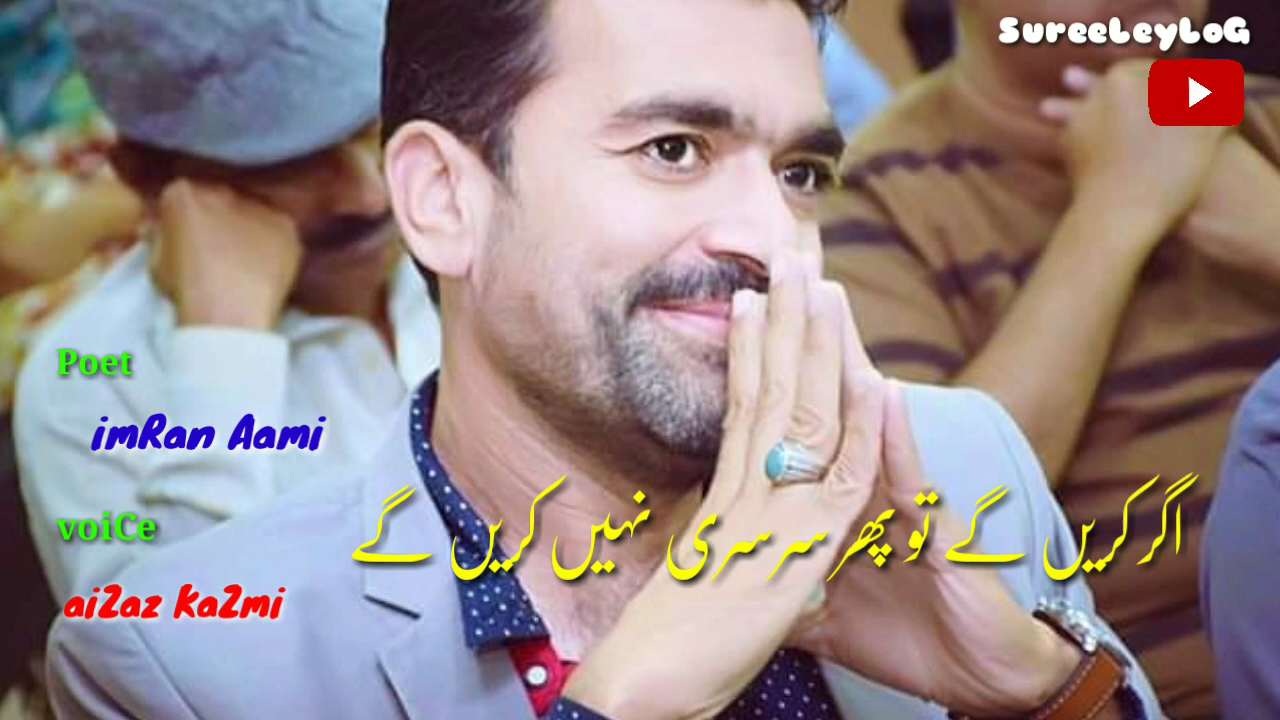 SureeLeyLoG
Poet
imRan Aami
voiCe
اگر کریں گے تو پھر سرسری نہیں کریں گے
aiZaz KaZmi